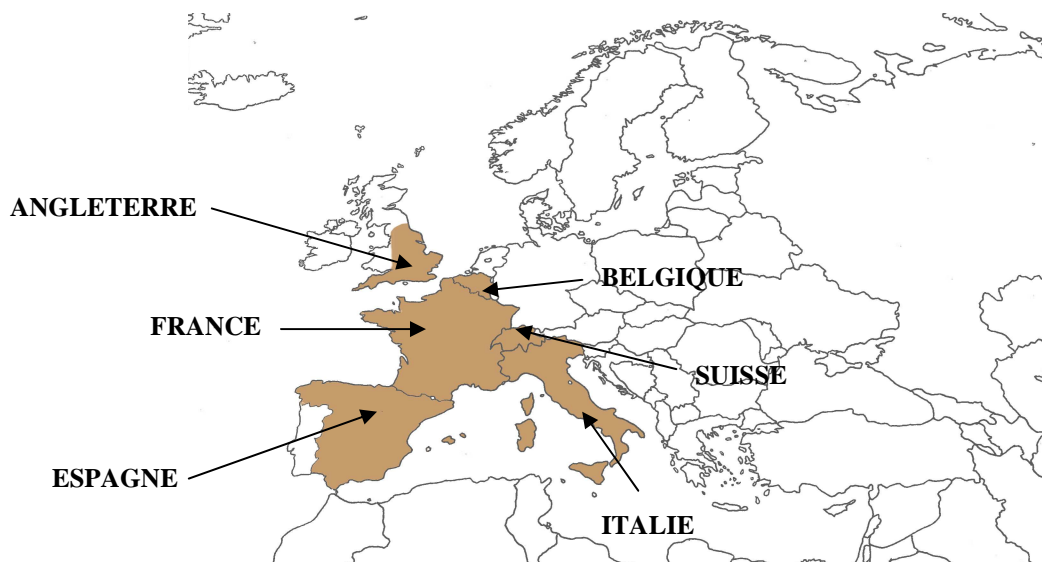 ANGLETERRE
BELGIQUE
FRANCE
SUISSE
ESPAGNE
ITALIE